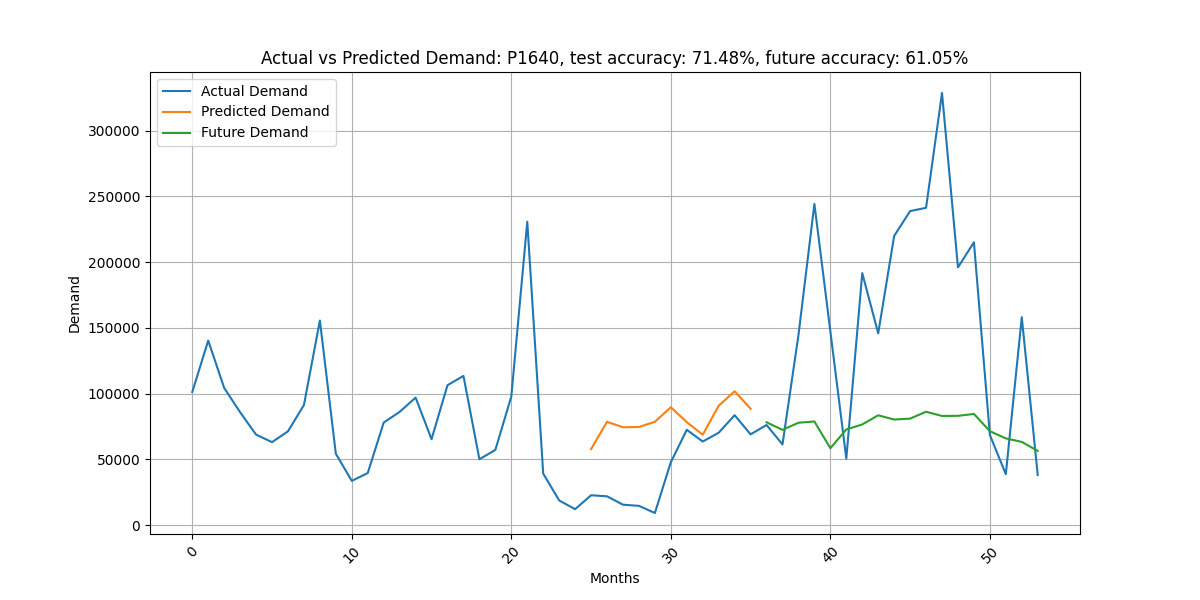 Actual vs Predicted Demand: P1640, test accuracy: 71.48%, future accuracy: 61.05%
Actual Demand
Predicted Demand
Future Demand
300000
250000
200000
150000
100000
50000
0
Demand
0
10
20
30
40
50
Months